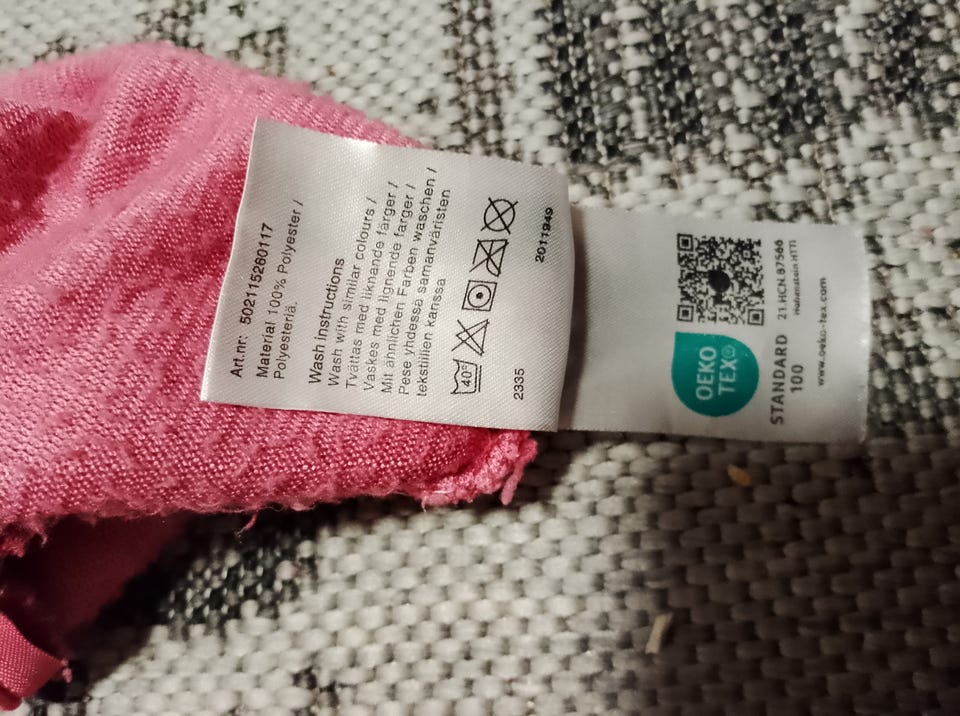 Art.nr: 502115260117
Material 100% Polyester /
Polyesteriä.
Wash instructions
Wash with similar colours /
Tvättas med liknande färger /
Vaskes med lignende farger /
Mit ähnlichen Farben waschen /
Pese yhdessä samanväristen
tekstiilien kanssa
40°
2335
2011949
OEKO
TEX®
STANDARD
100
21.HCN.87566
Hohenstein HTTI
www.oeko-tex.com